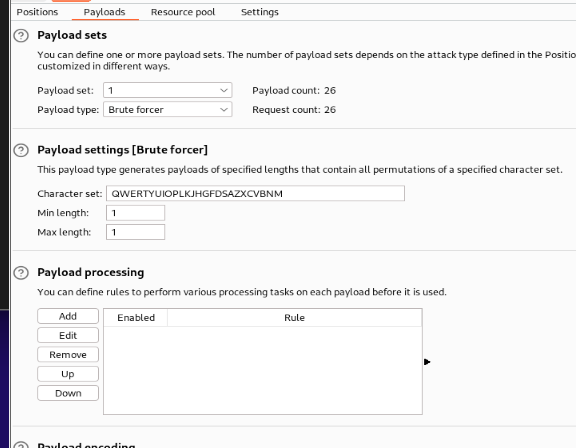 Positions Payloads Resource pool Settings
Payload sets
You can define one or more payload sets. The number of payload sets depends on the attack type defined in the Positio
customized in different ways.
Payload set: 1 Payload count: 26
Payload type: Brute forcer Request count: 26
Payload settings [Brute forcer]
This payload type generates payloads of specified lengths that contain all permutations of a specified character set.
Character set: QWERTYUIOPLKJHGFDSAZXCVBNM
Min length: 1
Max length: 1
Payload processing
You can define rules to perform various processing tasks on each payload before it is used.
Add Enabled Rule
Edit
Remove
Up
Down
Payload encoding